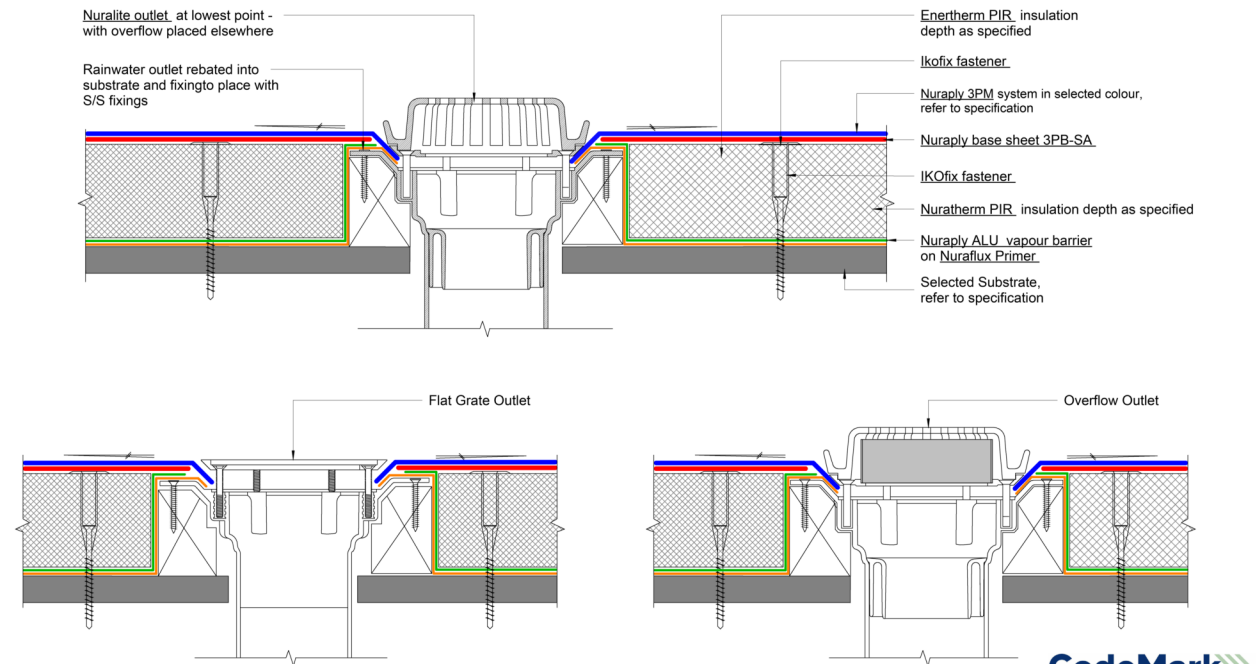 Nuralite outlet at lowest point -
with overflow placed elsewhere
Rainwater outlet rebated into
substrate and fixingto place with
S/S fixings
Enertherm PIR insulation
depth as specified
Ikofix fastener
Nuraply 3PM system in selected colour,
refer to specification
Nuraply base sheet 3PB-SA
IKOfix fastener
Nuratherm PIR insulation depth as specified
Nuraply ALU vapour barrier
on Nuraflux Primer
Selected Substrate,
refer to specification
Flat Grate Outlet
Overflow Outlet
CodeMark